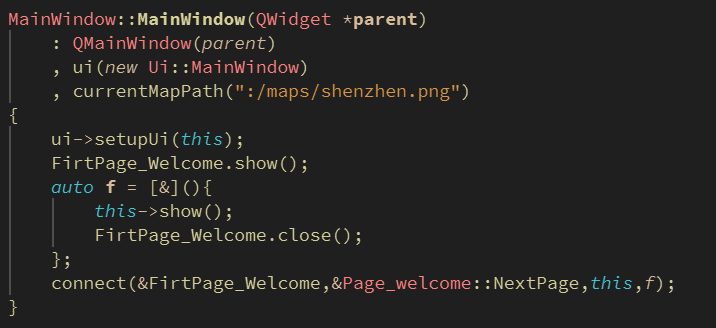 MainWindow::MainWindow(QWidget *parent)
    : QMainWindow(parent)
    , ui(new Ui::MainWindow)
    , currentMapPath(":/maps/shenzhen.png")
{
    ui->setupUi(this);
    FirtPage_Welcome.show();
    auto f = [&](){
        this->show();
        FirtPage_Welcome.close();
    };
    connect(&FirtPage_Welcome,&Page_welcome::NextPage,this,f);
}